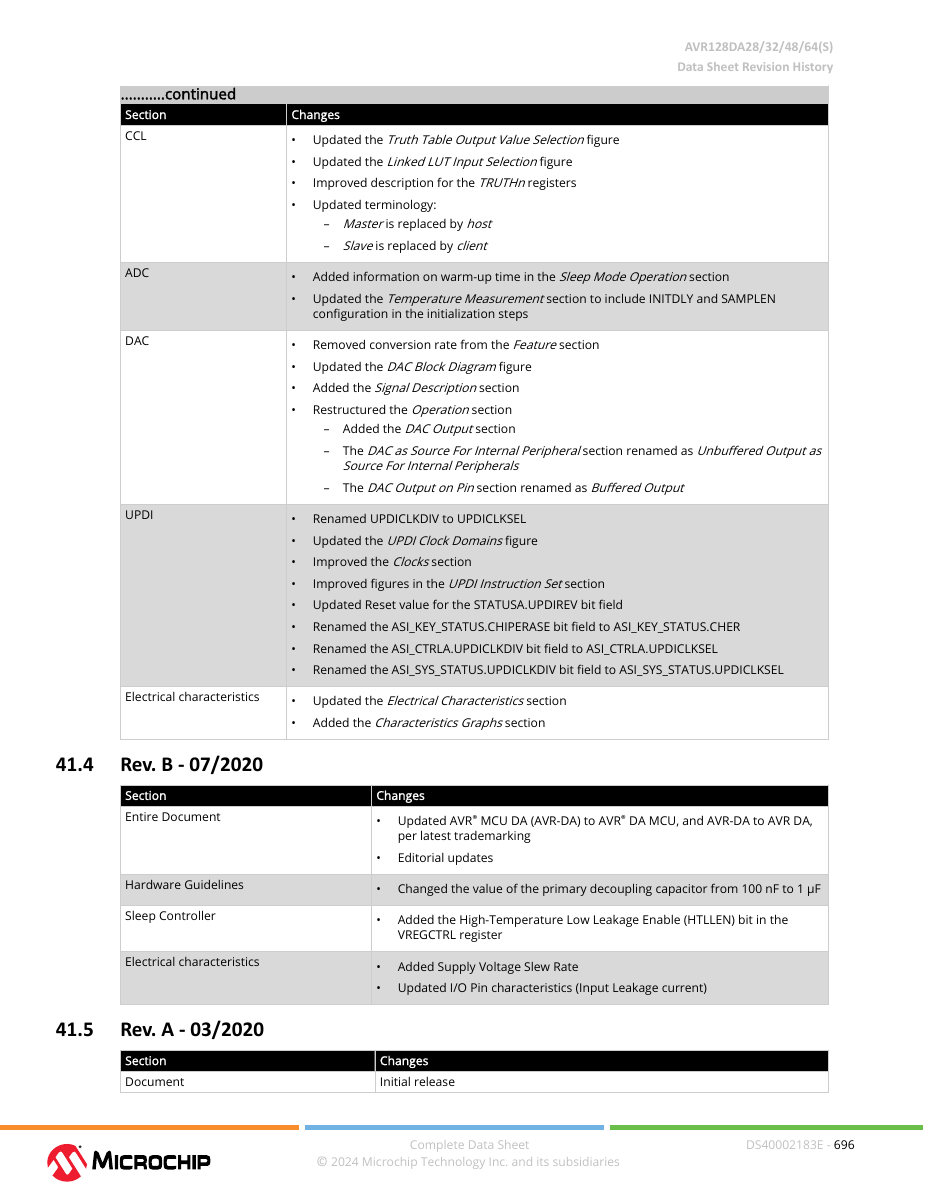 AVR128DA28/32/48/64(S)
Data Sheet Revision History
...........continued
Section Changes
CCL
• Updated the Truth Table Output Value Selection figure
• Updated the Linked LUT Input Selection figure
• Improved description for the TRUTHn registers
• Updated terminology:
– Master is replaced by host
– Slave is replaced by client
ADC
• Added information on warm-up time in the Sleep Mode Operation section
• Updated the Temperature Measurement section to include INITDLY and SAMPLEN
configuration in the initialization steps
DAC
• Removed conversion rate from the Feature section
• Updated the DAC Block Diagram figure
• Added the Signal Description section
• Restructured the Operation section
– Added the DAC Output section
– The DAC as Source For Internal Peripheral section renamed as Unbuffered Output as
Source For Internal Peripherals
– The DAC Output on Pin section renamed as Buffered Output
UPDI
• Renamed UPDICLKDIV to UPDICLKSEL
• Updated the UPDI Clock Domains figure
• Improved the Clocks section
• Improved figures in the UPDI Instruction Set section
• Updated Reset value for the STATUSA.UPDIREV bit field
• Renamed the ASI_KEY_STATUS.CHIPERASE bit field to ASI_KEY_STATUS.CHER
• Renamed the ASI_CTRLA.UPDICLKDIV bit field to ASI_CTRLA.UPDICLKSEL
• Renamed the ASI_SYS_STATUS.UPDICLKDIV bit field to ASI_SYS_STATUS.UPDICLKSEL
Electrical characteristics
• Updated the Electrical Characteristics section
• Added the Characteristics Graphs section
41.4 Rev. B - 07/2020
Section Changes
Entire Document
• Updated AVR® MCU DA (AVR-DA) to AVR® DA MCU, and AVR-DA to AVR DA,
per latest trademarking
• Editorial updates
Hardware Guidelines
• Changed the value of the primary decoupling capacitor from 100 nF to 1 µF
Sleep Controller
• Added the High-Temperature Low Leakage Enable (HTLLEN) bit in the
VREGCTRL register
Electrical characteristics
• Added Supply Voltage Slew Rate
• Updated I/O Pin characteristics (Input Leakage current)
41.5 Rev. A - 03/2020
Section Changes
Document Initial release
MICROCHIP
Complete Data Sheet
© 2024 Microchip Technology Inc. and its subsidiaries
DS40002183E - 696